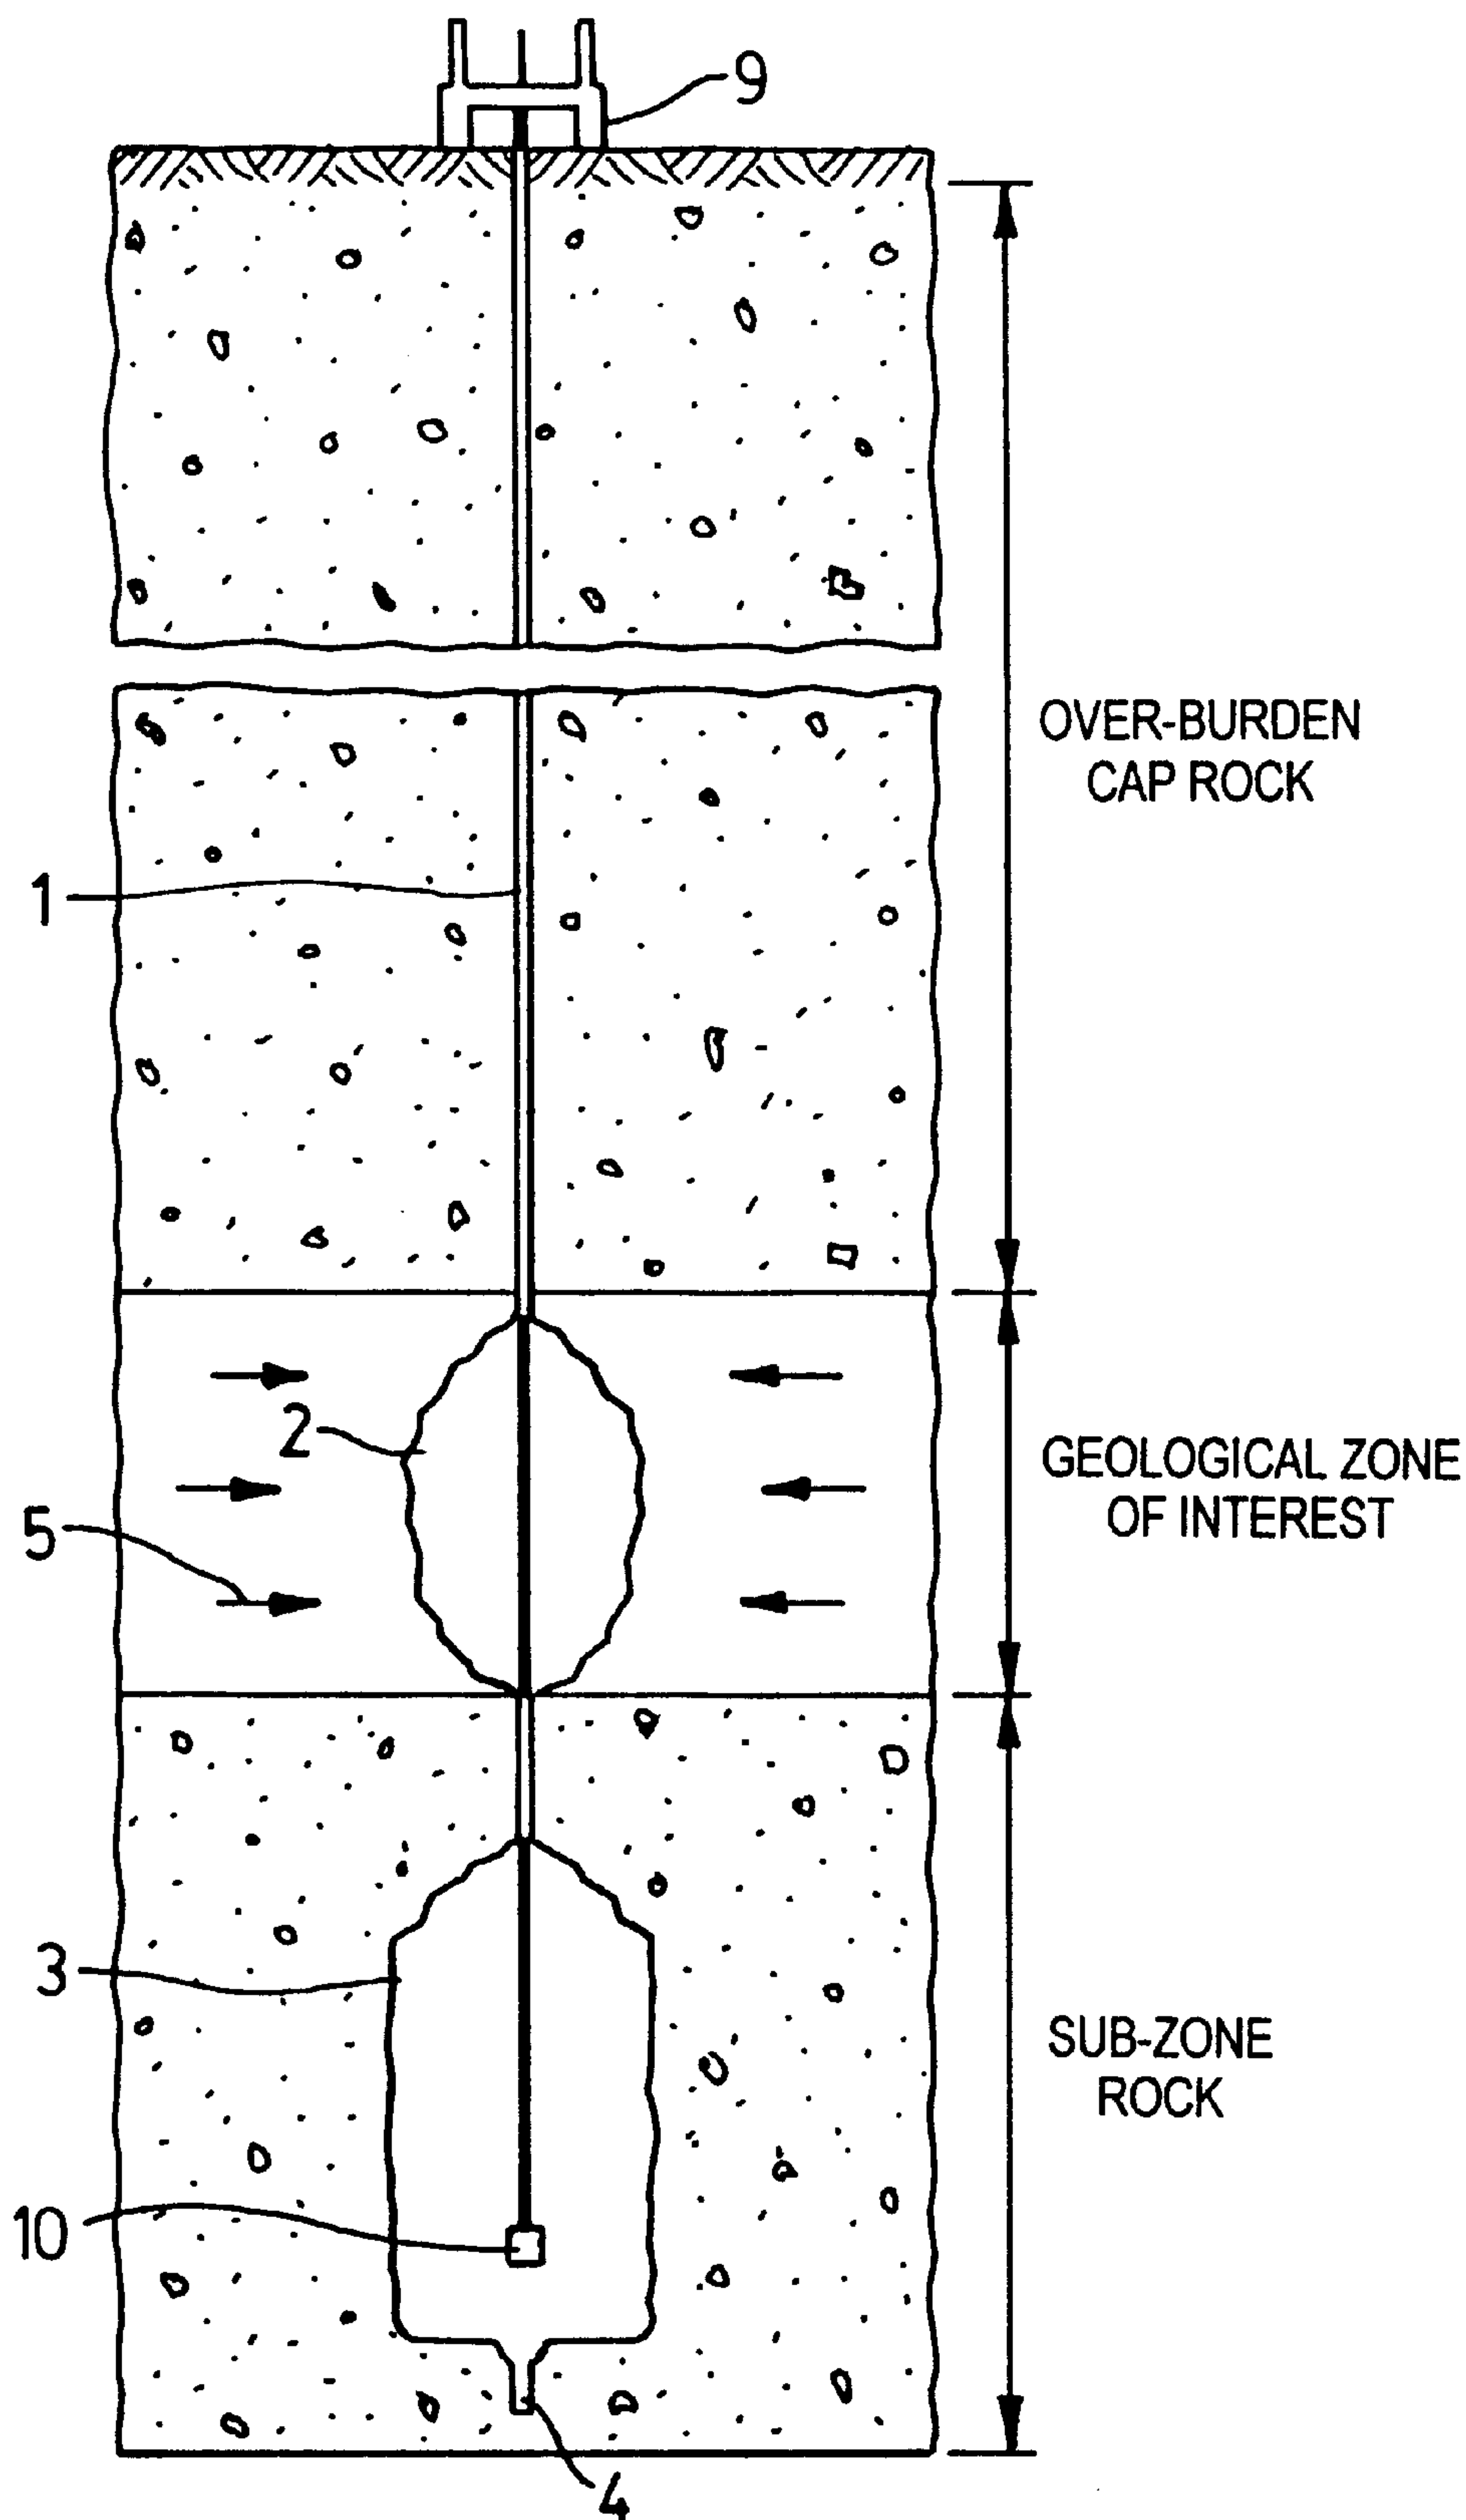 9
OVER-BURDEN
CAP ROCK
1
2
GEOLOGICAL ZONE
OF INTEREST
5
3
SUB-ZONE
ROCK
10
4